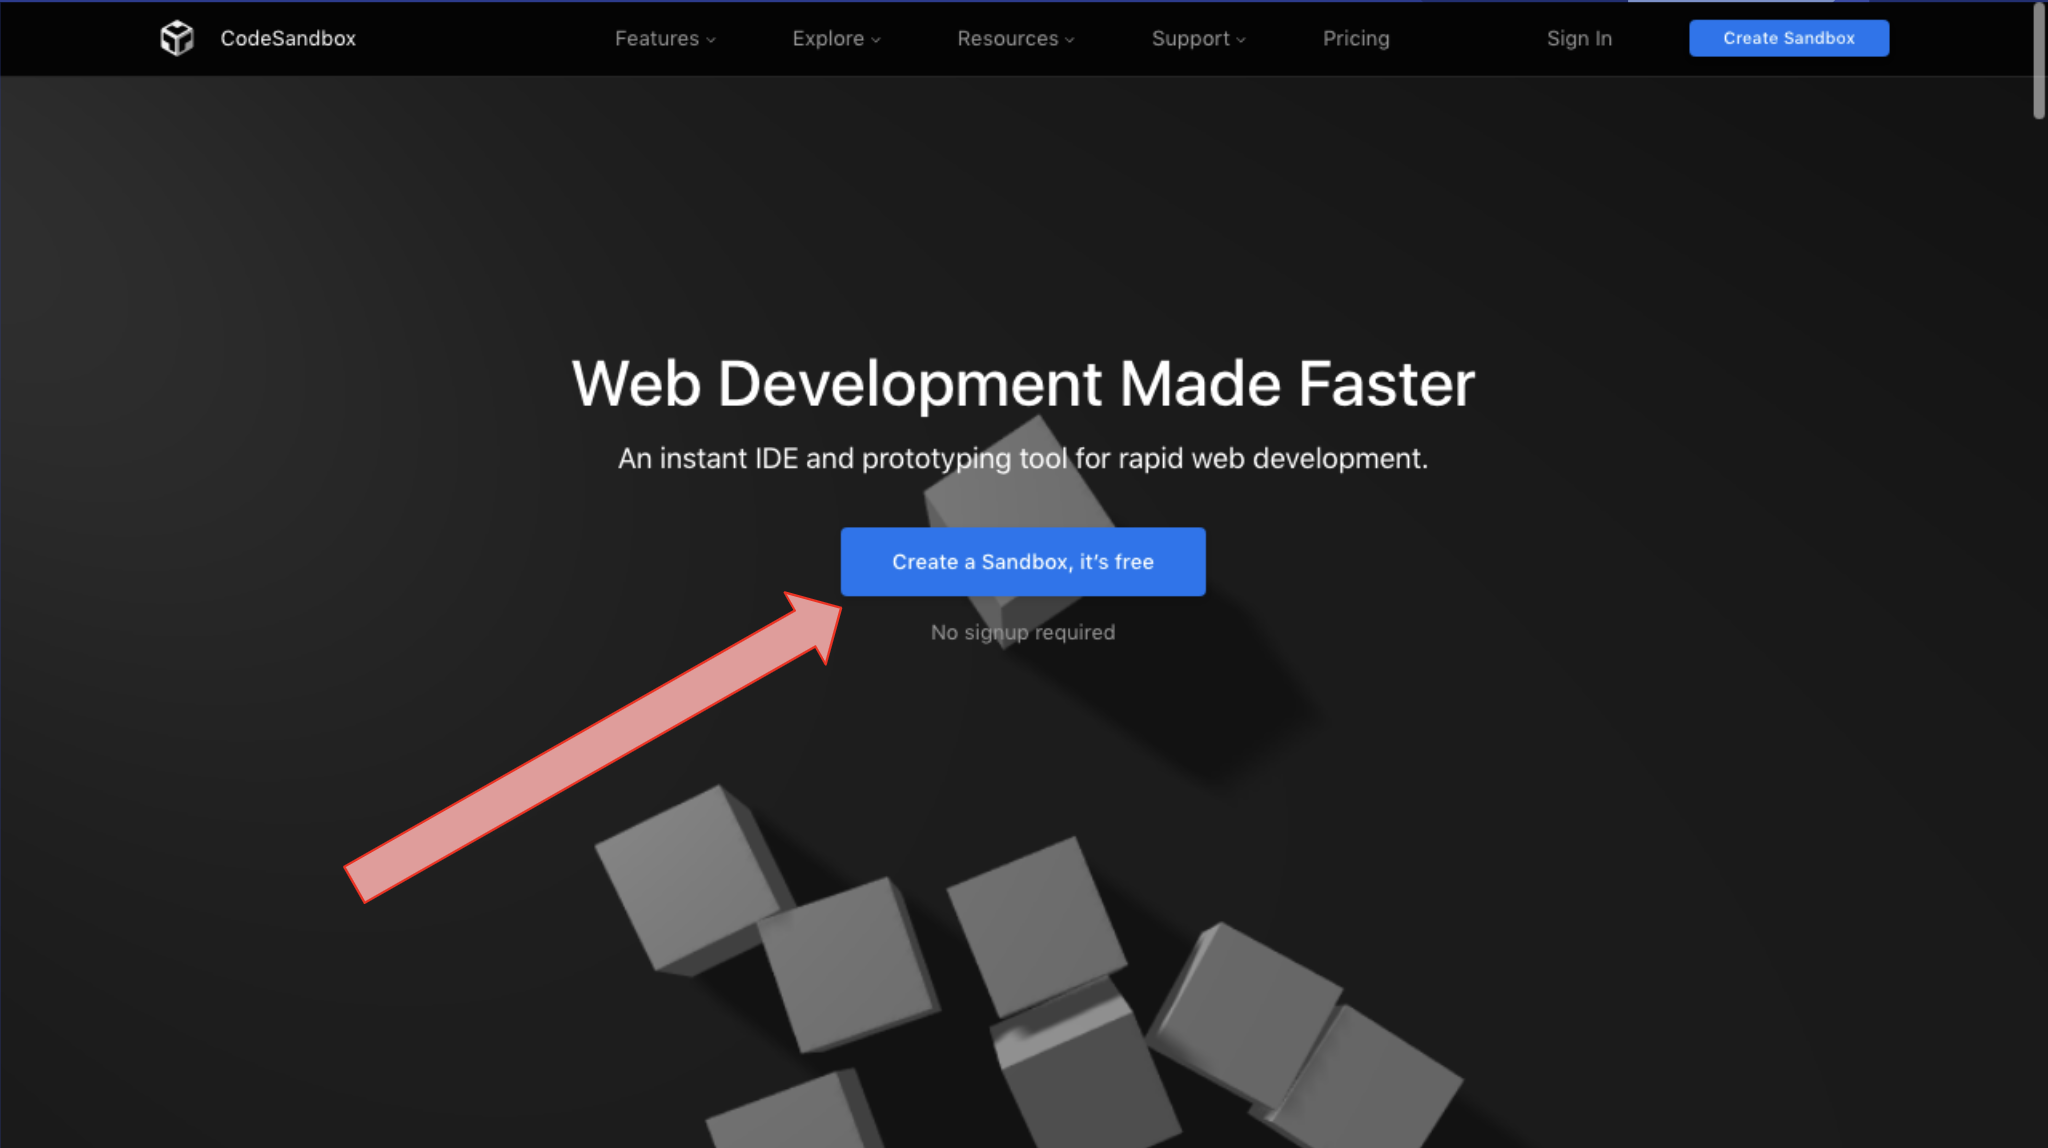 CodeSandbox
Features
Explore
Resources
Support
Pricing
Sign In
Create Sandbox
Web Development Made Faster
An instant IDE and prototyping tool for rapid web development.
Create a Sandbox, it’s free
No signup required